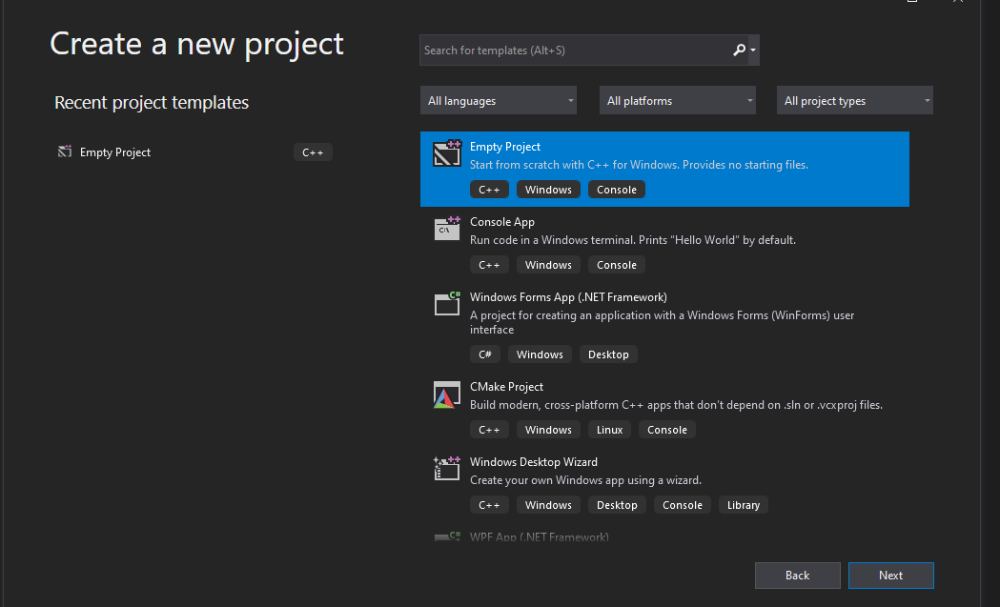 Create a new project
Search for templates (Alt+S)
Recent project templates
All languages
All platforms
All project types
Empty Project
C++
Empty Project
Start from scratch with C++ for Windows. Provides no starting files.
C++ Windows Console
Console App
Run code in a Windows terminal. Prints "Hello World" by default.
C++ Windows Console
Windows Forms App (.NET Framework)
A project for creating an application with a Windows Forms (WinForms) user
interface
C# Windows Desktop
CMake Project
Build modern, cross-platform C++ apps that don't depend on .sln or .vcxproj files.
C++ Windows Linux Console
Windows Desktop Wizard
Create your own Windows app using a wizard.
C++ Windows Desktop Console Library
WPF App (.NET Framework)
Back
Next